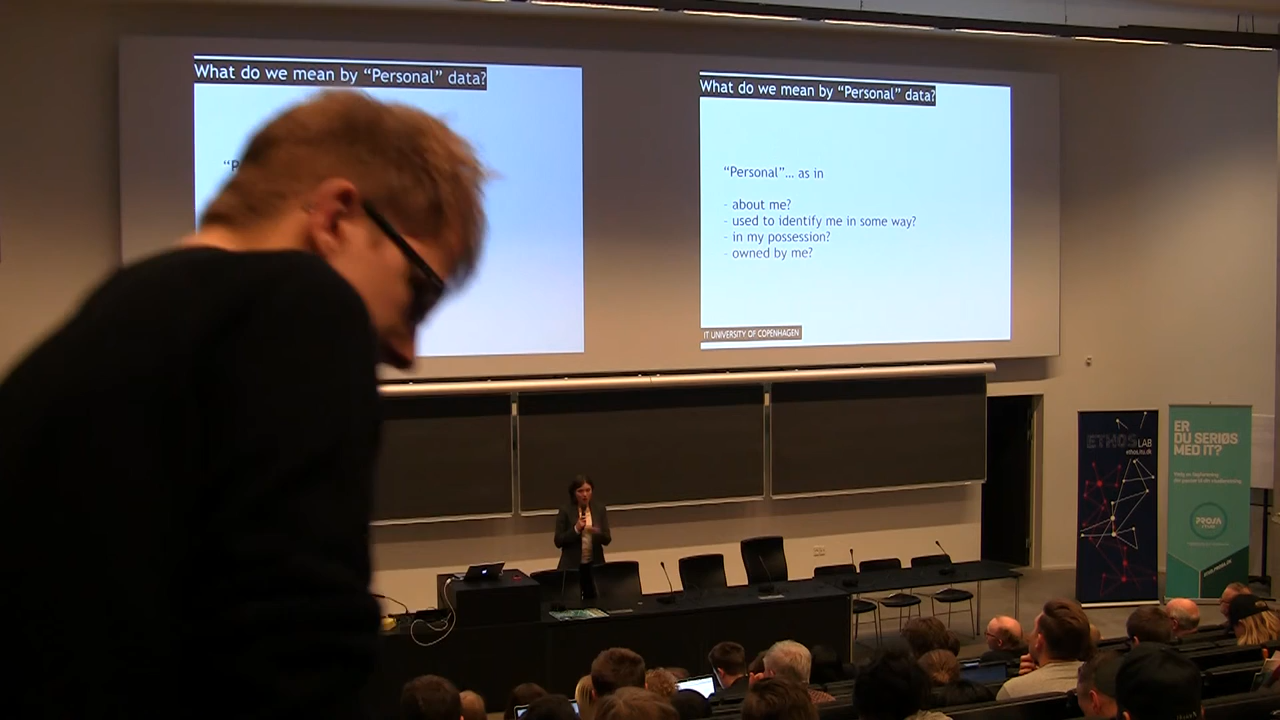 What do we mean by “Personal” data?
“P
What do we mean by “Personal” data?
“Personal”... as in
- about me?
- used to identify me in some way?
- in my possession?
- owned by me?
IT UNIVERSITY OF COPENHAGEN
ETHOS LAB
ER
DU SERIØS
MED IT?
PROSA